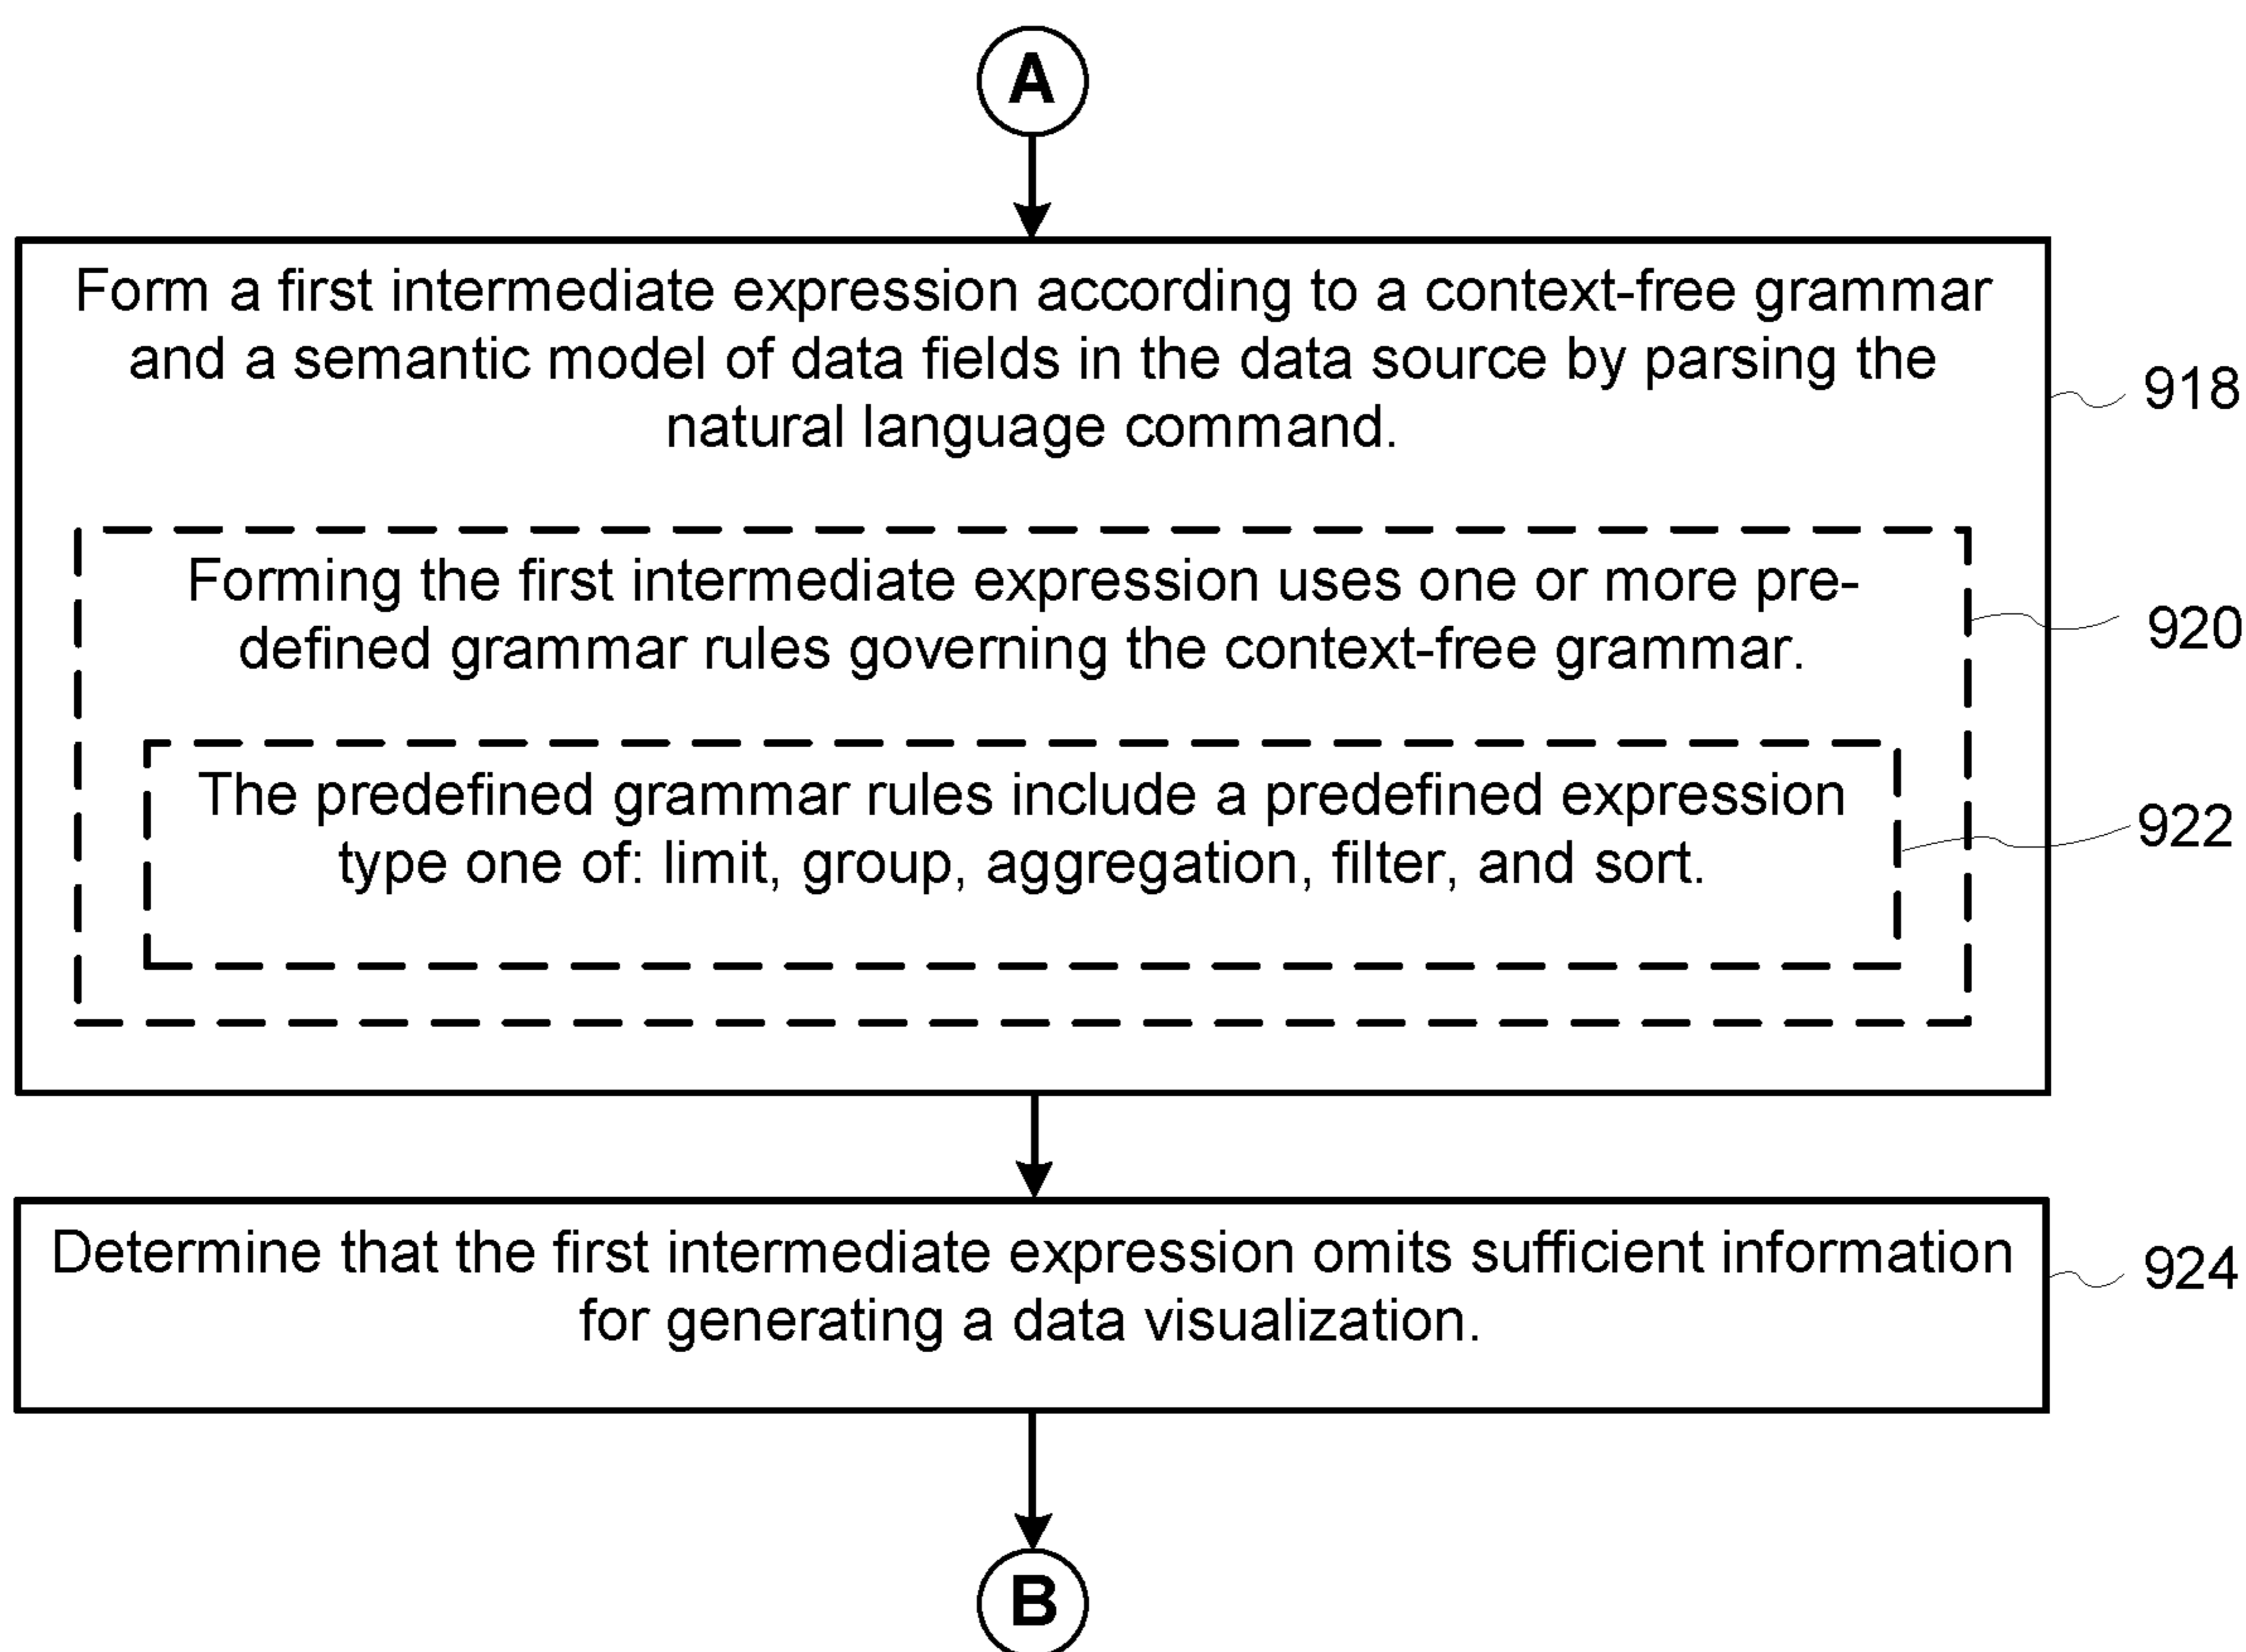 A
Form a first intermediate expression according to a context-free grammar
and a semantic model of data fields in the data source by parsing the
natural language command.
918
Forming the first intermediate expression uses one or more pre-
defined grammar rules governing the context-free grammar.
920
The predefined grammar rules include a predefined expression
type one of: limit, group, aggregation, filter, and sort.
922
Determine that the first intermediate expression omits sufficient information
for generating a data visualization.
924
B